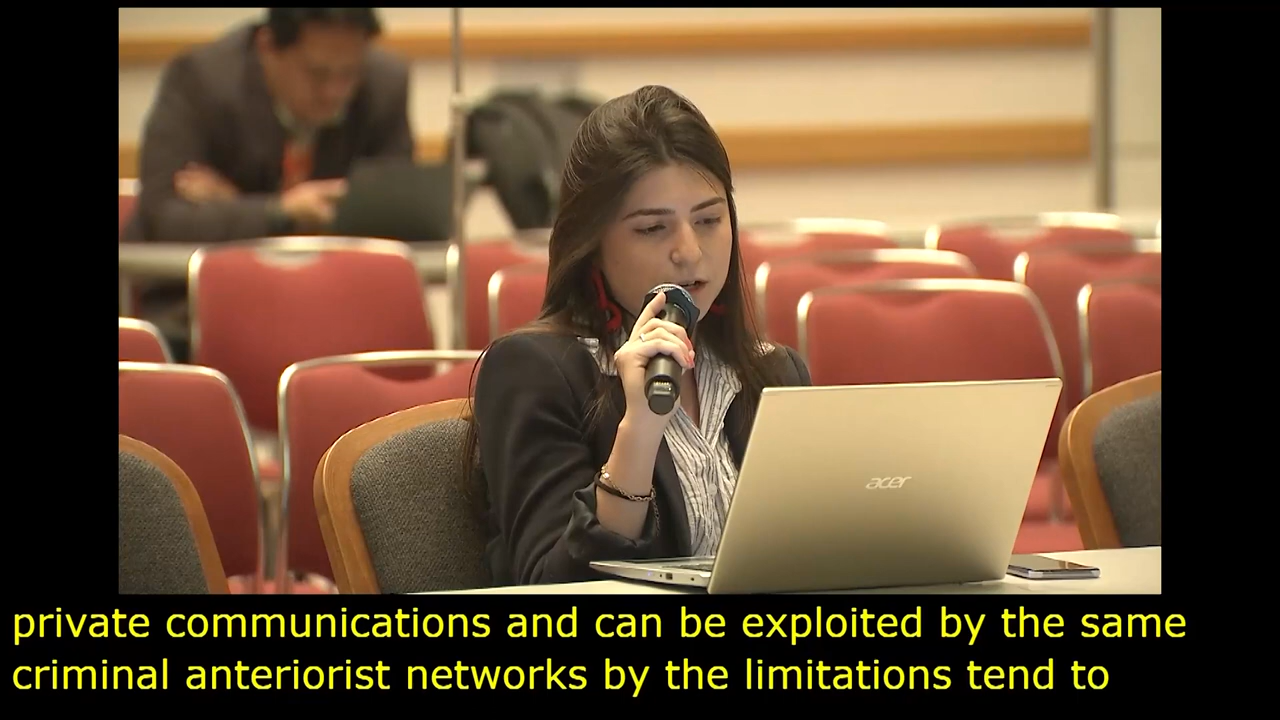 acer
private communications and can be exploited by the same
criminal anteriorist networks by the limitations tend to